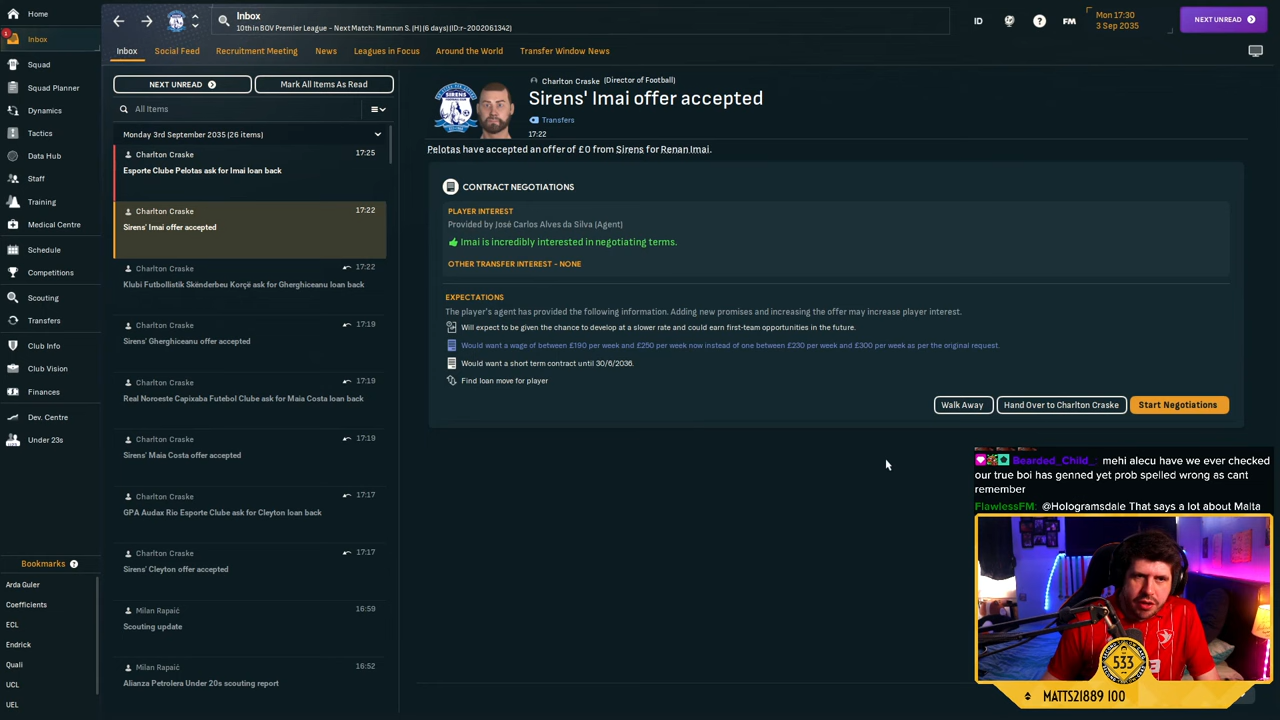 Home
Inbox
1
Squad
Squad Planner
Dynamics
Tactics
Data Hub
Staff
Training
Medical Centre
Schedule
Competitions
Scouting
Transfers
Club Info
Club Vision
Finances
Dev. Centre
Under 23s
Bookmarks ?
Arda Guler
Coefficients
ECL
Endrick
Quali
UCL
UEL
Inbox
10th in BOV Premier League - Next Match: Mamrun S. (H) (6 days) (ID:r-2002061342)
ID
?
FM
Mon 17:30
3 Sep 2035
NEXT UNREAD
Inbox
Social Feed
Recruitment Meeting
News
Leagues in Focus
Around the World
Transfer Window News
NEXT UNREAD
Mark All Items As Read
All Items
Monday 3rd September 2035 (26 items)
Charlton Craske 17:25
Esporte Clube Pelotas ask for Imai loan back
Charlton Craske 17:22
Sirens' Imai offer accepted
Charlton Craske 17:22
Klubi Futbollistik Skënderbeu Korçë ask for Gherghiceanu loan back
Charlton Craske 17:19
Sirens' Gherghiceanu offer accepted
Charlton Craske 17:19
Real Noroeste Capixaba Futebol Clube ask for Maia Costa loan back
Charlton Craske 17:19
Sirens' Maia Costa offer accepted
Charlton Craske 17:17
GPA Audax Rio Esporte Clube ask for Cleyton loan back
Charlton Craske 17:17
Sirens' Cleyton offer accepted
Milan Rapaić 16:59
Scouting update
Milan Rapaić 16:52
Alianza Petrolera Under 20s scouting report
SIRENS
Charlton Craske (Director of Football)
Sirens' Imai offer accepted
Transfers
17:22
Pelotas have accepted an offer of £0 from Sirens for Renan Imai.
CONTRACT NEGOTIATIONS
PLAYER INTEREST
Provided by José Carlos Alves da Silva (Agent)
Imai is incredibly interested in negotiating terms.
OTHER TRANSFER INTEREST - NONE
EXPECTATIONS
The player's agent has provided the following information. Adding new promises and increasing the offer may increase player interest.
Will expect to be given the chance to develop at a slower rate and could earn first-team opportunities in the future.
Would want a wage of between £190 per week and £250 per week now instead of one between £230 per week and £300 per week as per the original request.
Would want a short term contract until 30/6/2036.
Find loan move for player
Walk Away
Hand Over to Charlton Craske
Start Negotiations
Bearded_Child_: mehi alecu have we ever checked
our true boi has genned yet prob spelled wrong as cant
remember
FlawlessFM: @Hologramsdale That says a lot about Malta
533
MATTS21889 100